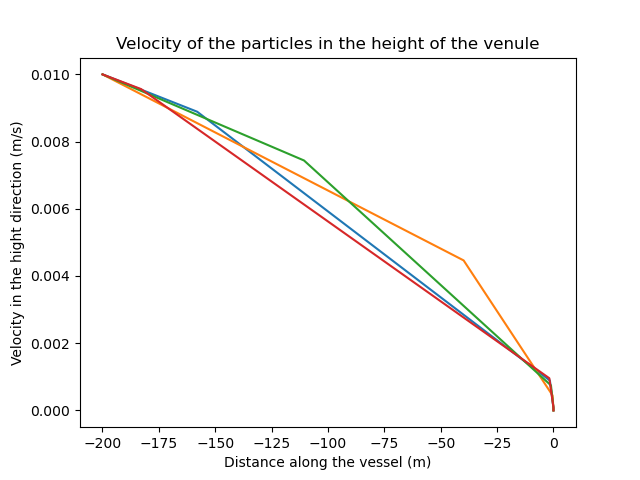 Velocity of the particles in the height of the venule
0.010
0.008
0.006
0.004
0.002
0.000
Velocity in the hight direction (m/s)
−200 −175 −150 −125 −100 −75 −50 −25 0
Distance along the vessel (m)